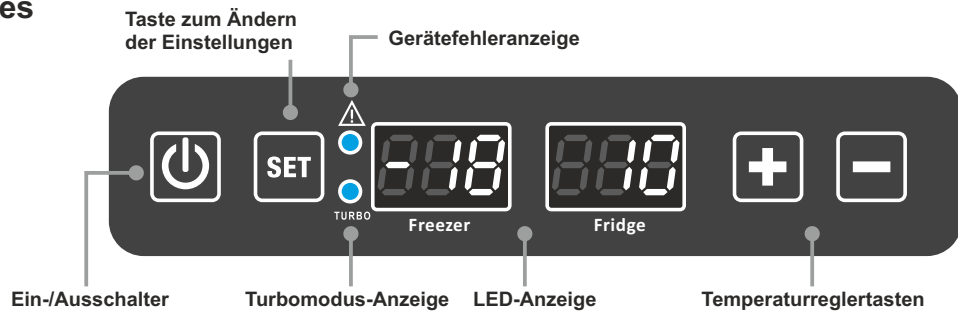 es
Taste zum Ändern
der Einstellungen
Gerätefehleranzeige
SET
-18
10
TURBO
Freezer
Fridge
Ein-/Ausschalter
Turbomodus-Anzeige
LED-Anzeige
Temperaturreglertasten